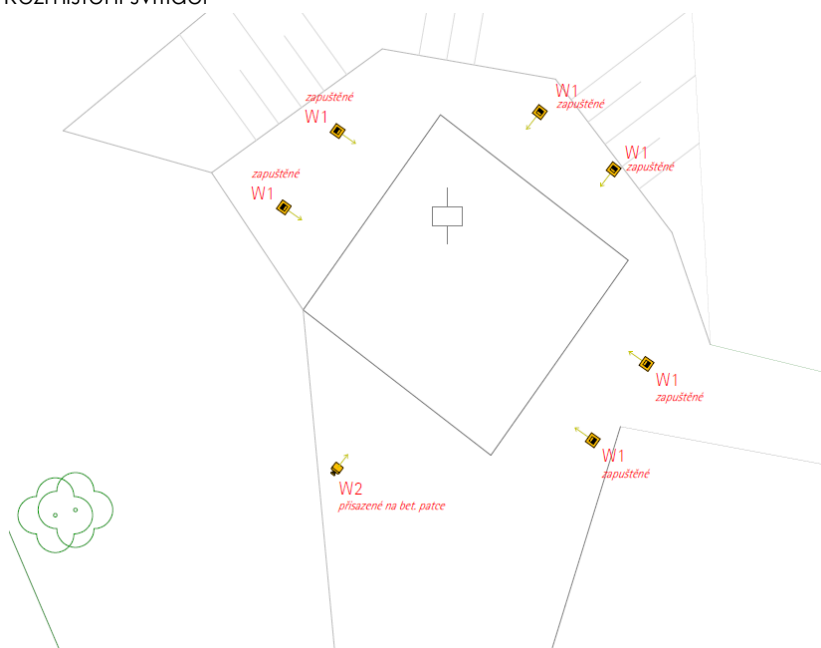 Rozmístění svítidel
W1
zapuštěné
zapuštěné
W1
W1
zapuštěné
zapuštěné
W1
W1
zapuštěné
W1
zapuštěné
W2
přisazené na bet. patce